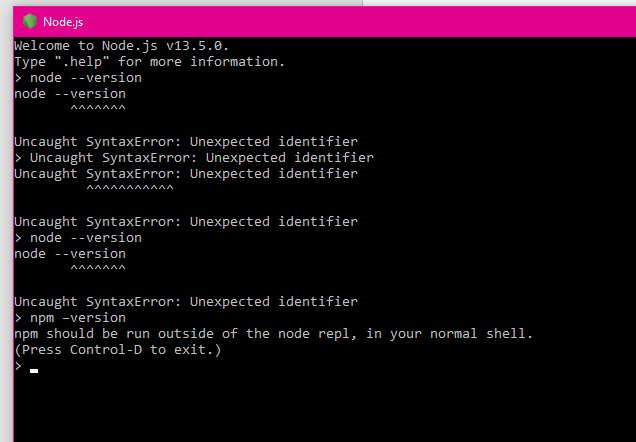 Node.js
Welcome to Node.js v13.5.0.
Type ".help" for more information.
> node --version
node --version
       ^^^^^^^
Uncaught SyntaxError: Unexpected identifier
> Uncaught SyntaxError: Unexpected identifier
Uncaught SyntaxError: Unexpected identifier
         ^^^^^^^^^^^
Uncaught SyntaxError: Unexpected identifier
> node --version
node --version
       ^^^^^^^
Uncaught SyntaxError: Unexpected identifier
> npm –version
npm should be run outside of the node repl, in your normal shell.
(Press Control-D to exit.)
>